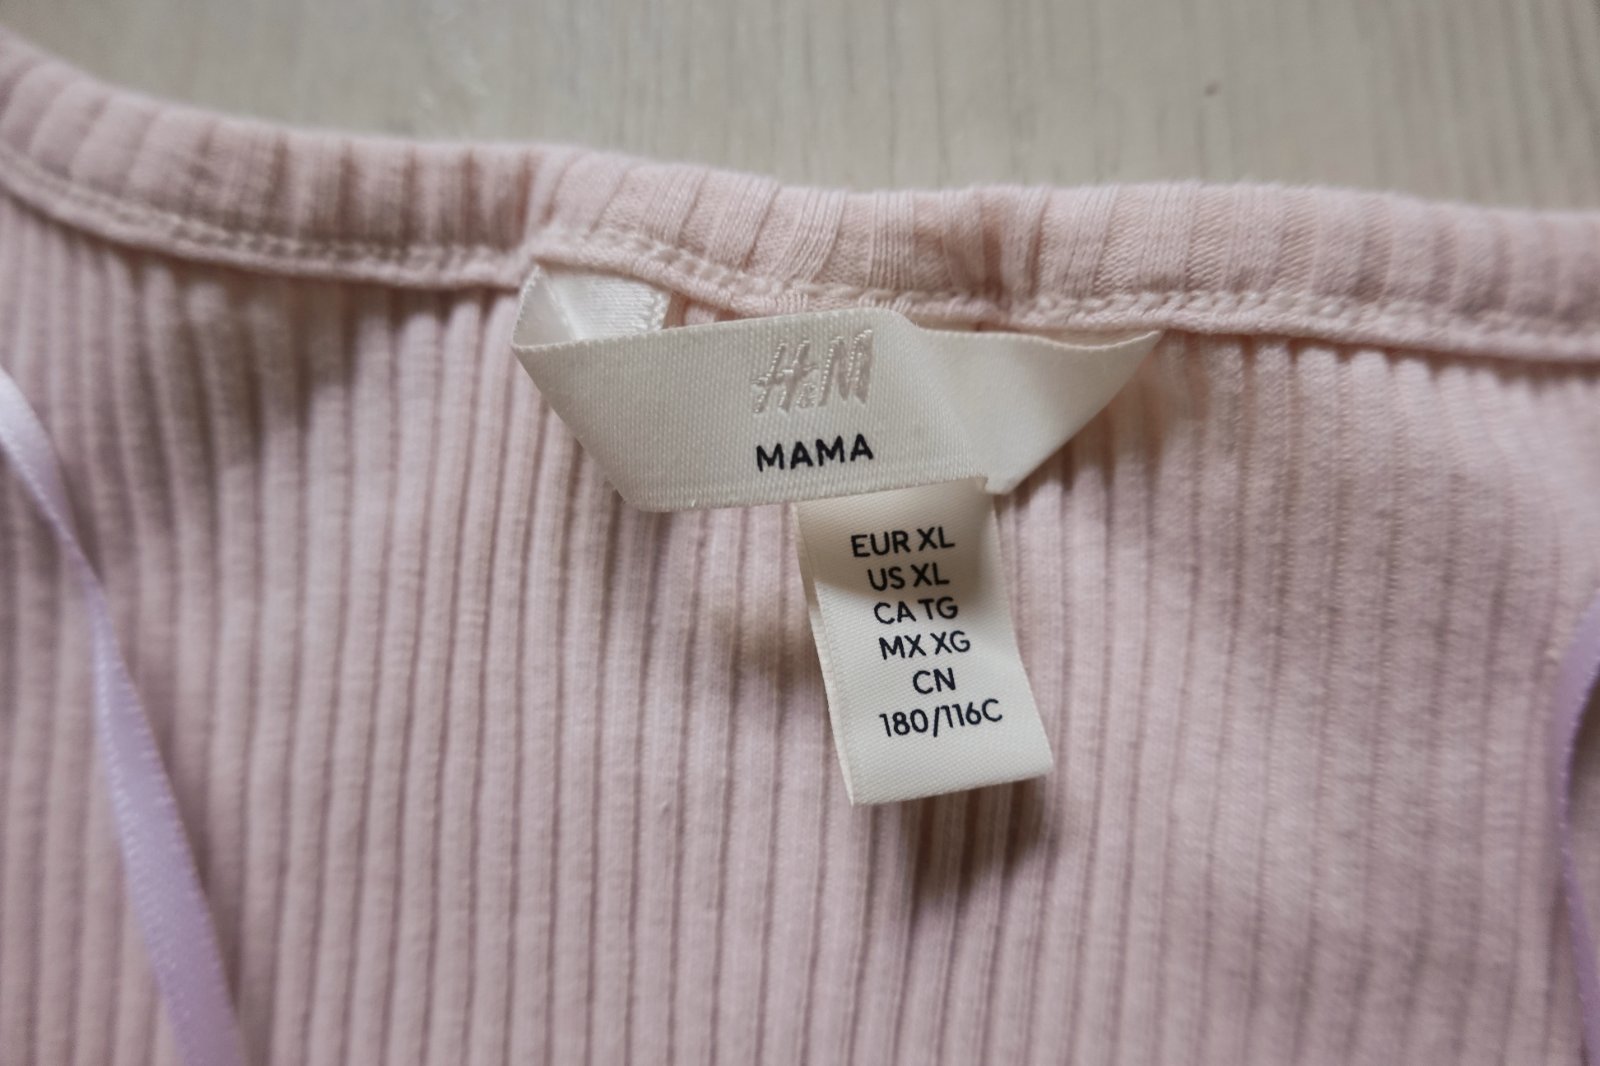 H&M
MAMA
EUR XL
US XL
CA TG
MX XG
CN
180/116C